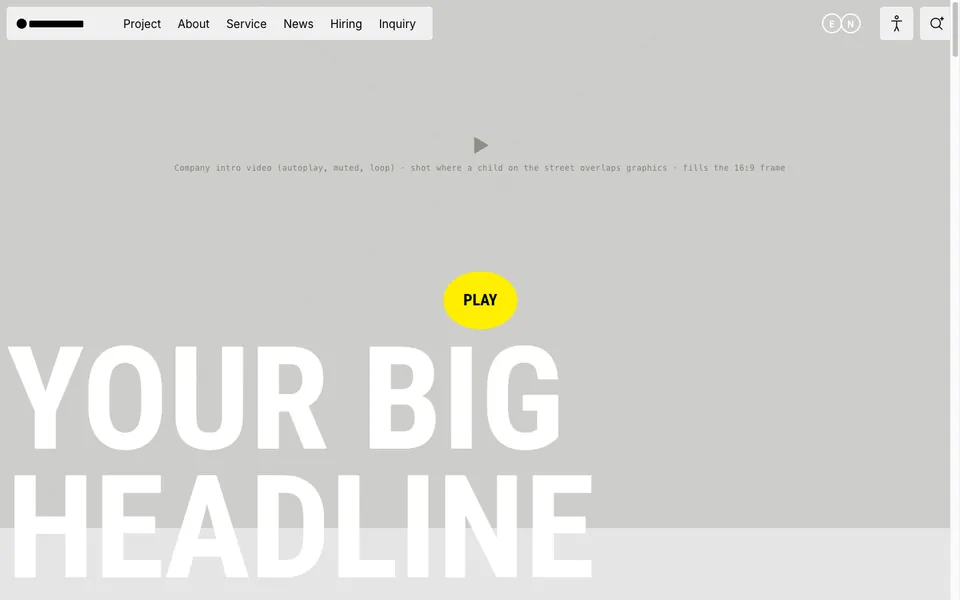 Project About Service News Hiring Inquiry
E N
Company intro video (autoplay, muted, loop) · shot where a child on the street overlaps graphics · fills the 16:9 frame
PLAY
YOUR BIG
HEADLINE